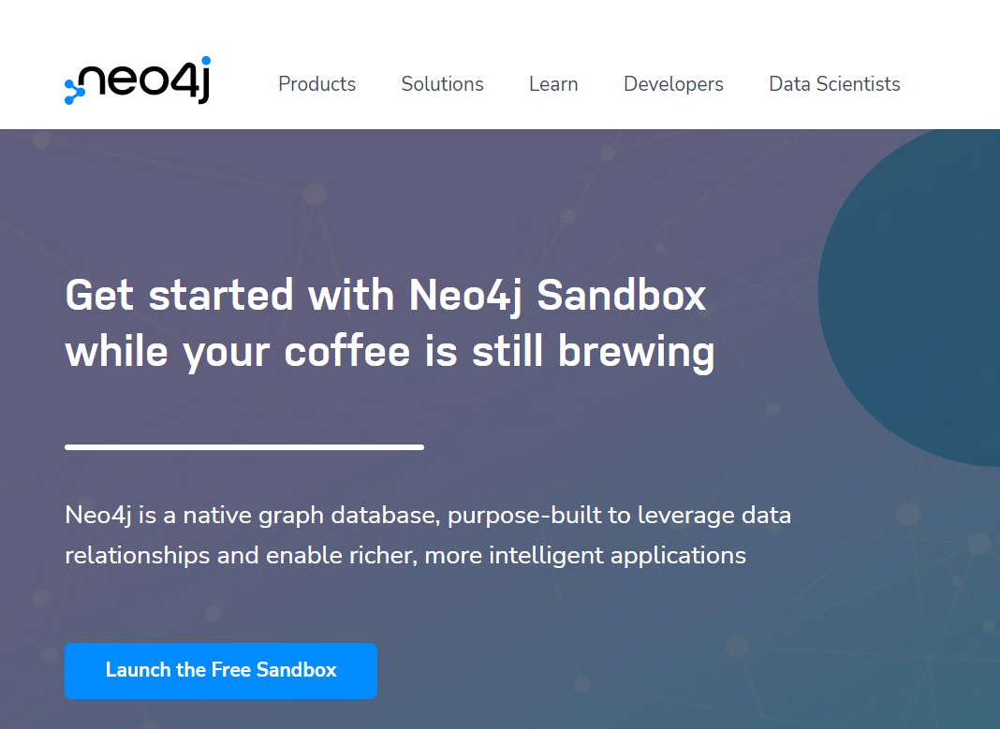 neo4j
Products Solutions Learn Developers Data Scientists
Get started with Neo4j Sandbox
while your coffee is still brewing
Neo4j is a native graph database, purpose-built to leverage data
relationships and enable richer, more intelligent applications
Launch the Free Sandbox